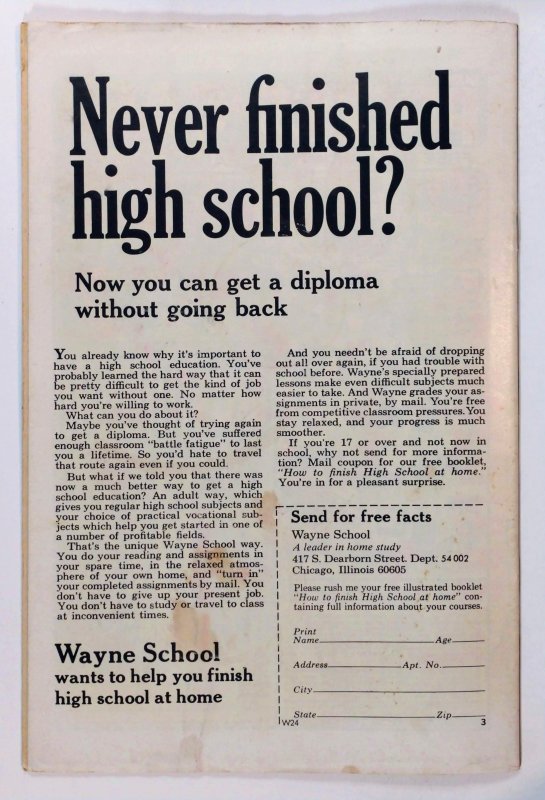 Never finished
high school?
Now you can get a diploma
without going back
You already know why it's important to
have a high school education. You've
probably learned the hard way that it can
be pretty difficult to get the kind of job
you want without one. No matter how
hard you're willing to work.
What can you do about it?
Maybe you've thought of trying again
to get a diploma. But you've suffered
enough classroom "battle fatigue" to last
you a lifetime. So you'd hate to travel
that route again even if you could.
But what if we told you that there was
now a much better way to get a high
school education? An adult way, which
gives you regular high school subjects and
your choice of practical vocational sub-
jects which help you get started in one of
a number of profitable fields.
That's the unique Wayne School way.
You do your reading and assignments in
your spare time, in the relaxed atmos-
phere of your own home, and "turn in"
your completed assignments by mail. You
don't have to give up your present job.
You don't have to study or travel to class
at inconvenient times.
Wayne School
wants to help you finish
high school at home
And you needn't be afraid of dropping
out all over again, if you had trouble with
school before. Wayne's specially prepared
lessons make even difficult subjects much
easier to take. And Wayne grades your as-
signments in private, by mail. You're free
from competitive classroom pressures. You
stay relaxed, and your progress is much
smoother.
If you're 17 or over and not now in
school, why not send for more informa-
tion? Mail coupon for our free booklet,
"How to finish High School at home."
You're in for a pleasant surprise.
Send for free facts
Wayne School
A leader in home study
417 S. Dearborn Street. Dept. 54 002
Chicago, Illinois 60605
Please rush me your free illustrated booklet
"How to finish High School at home" con-
taining full information about your courses.
Print
Name Age
Address Apt. No.
City
State Zip
W24 3